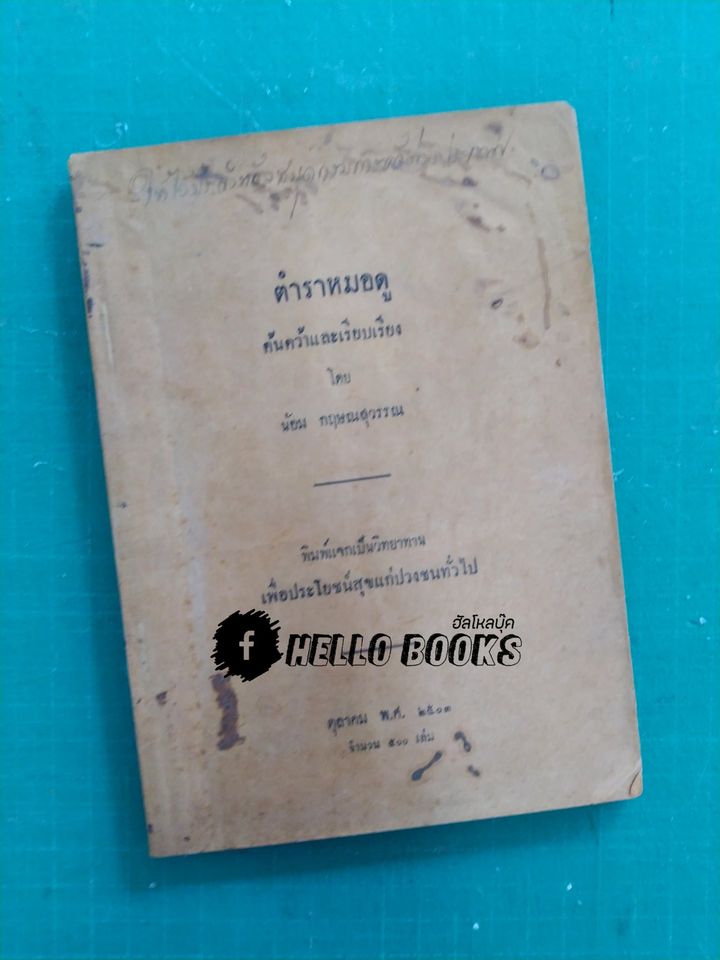 ตำราหมอดู
ค้นคว้าและเรียบเรียง
โดย
น้อม กฤษณสุวรรณ
พิมพ์แจกเป็นวิทยาทาน
เพื่อประโยชน์สุขแก่ปวงชนทั่วไป
ฮัลโหลบุ๊ค
f HELLO BOOKS
ตุลาคม พ.ศ. ๒๕๐๓
จำนวน ๕๐๐ เล่ม